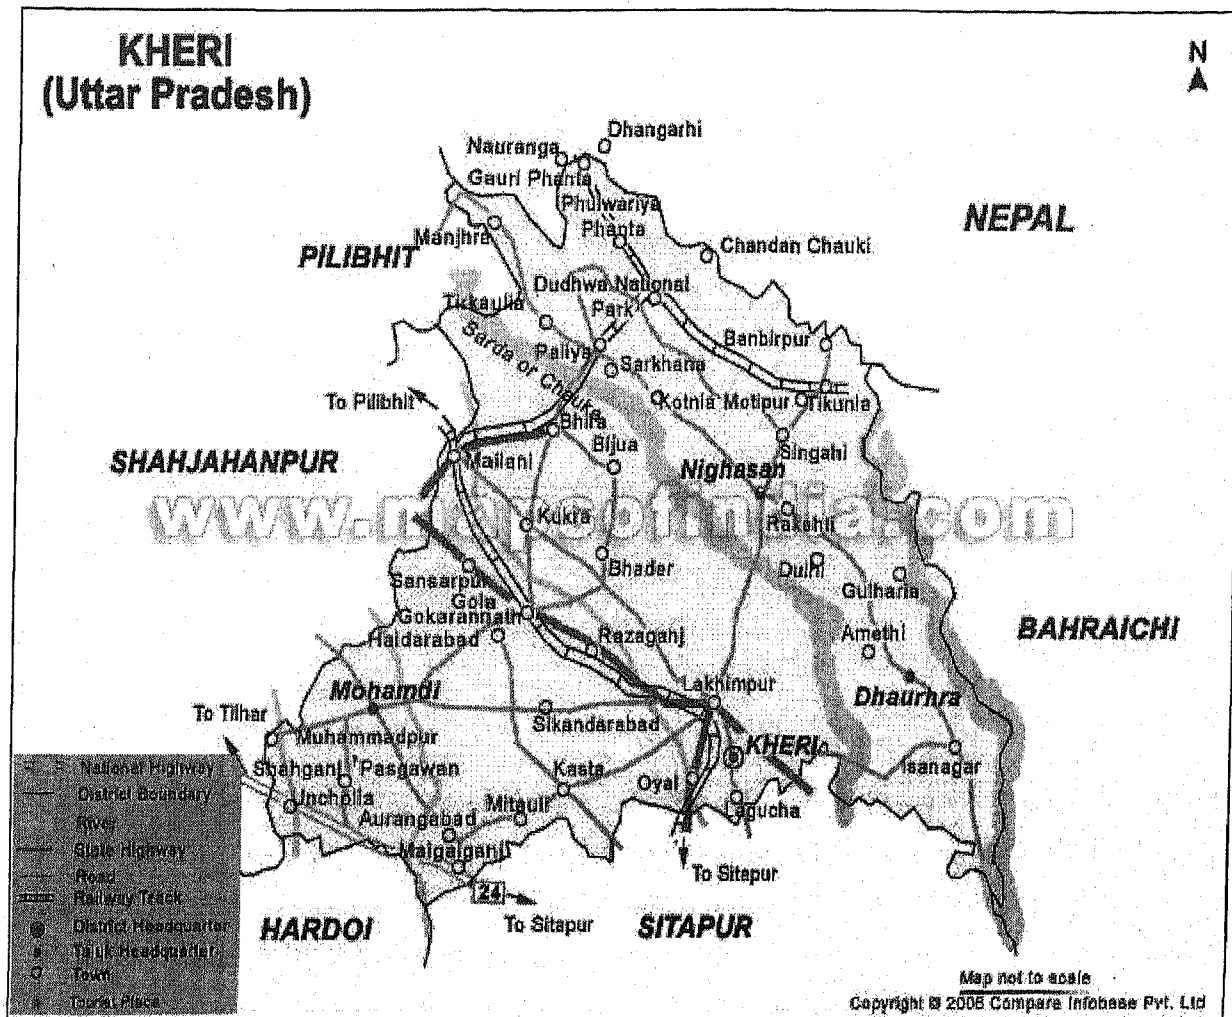 KHERI
(Uttar Pradesh)
N
Dhangarhi
Nauranga
Gauri Phanta
Phulwariya
Phanta
NEPAL
Manjhra
Chandan Chauki
PILIBHIT
Dudhwa National
Park
Tikkaulia
Banbirpur
Sarda or Chauka
Paliya
Sarkhana
To Pilibhit
Kotnia
Motipur
Tikunia
Bhira
Bijua
Singahi
SHAHJAHANPUR
Mailani
Nighasan
www.mapsofindia.com
Kukra
Rakehti
Bhader
Dulhi
Sansarpur
Gulharia
Gola
Gokarannath
BAHRAICHI
Haidarabad
Razaganj
Amethi
Lakhimpur
Mohamdi
Dhaurhra
To Tilhar
Sikandarabad
Muhammadpur
KHERI
Isanagar
National Highway
Shahganj
Pasgawan
Kasta
Oyal
District Boundary
Uncholia
Mitauli
Lagucha
River
Aurangabad
State Highway
Maigalganj
Road
To Sitapur
Railway Track
24
District Headquarter
To Sitapur
HARDOI
SITAPUR
Taluk Headquarter
Town
Tourist Place
Map not to scale
Copyright © 2006 Compare Infobase Pvt. Ltd